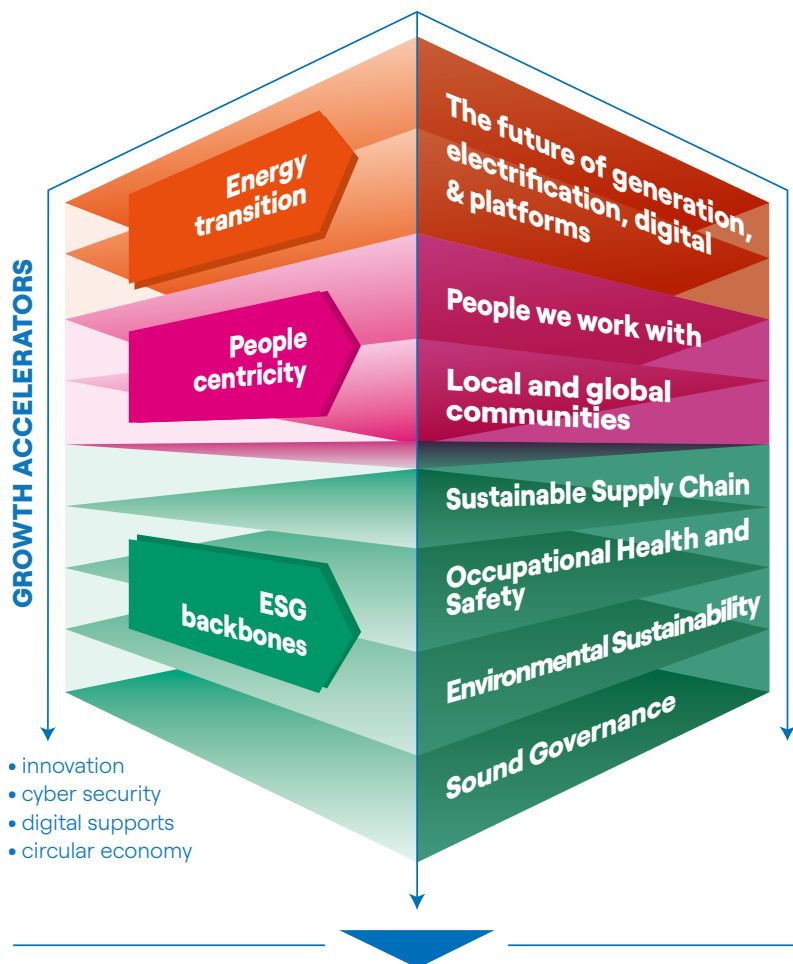 GROWTH ACCELERATORS
Energy
transition
The future of generation,
electrification, digital
& platforms
People
centricity
People we work with
Local and global
communities
ESG
backbones
Sustainable Supply Chain
Occupational Health and
Safety
Environmental Sustainability
Sound Governance
• innovation
• cyber security
• digital supports
• circular economy